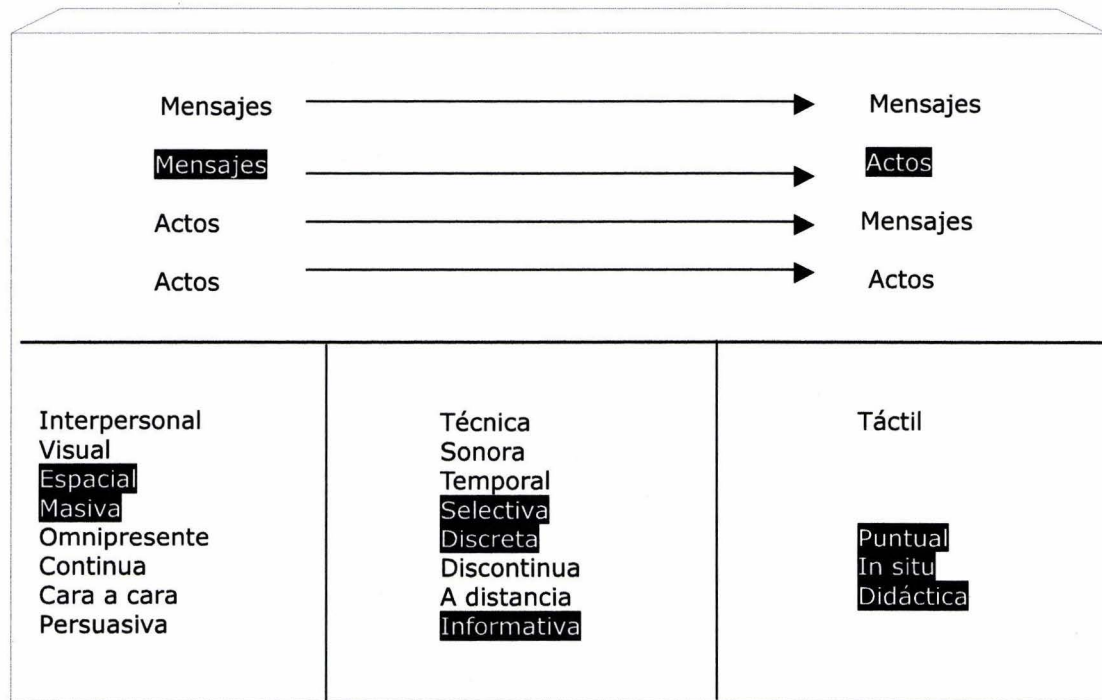 Mensajes Mensajes
Mensajes Actos
Actos Mensajes
Actos Actos
Interpersonal Técnica Táctil
Visual Sonora
Espacial Temporal
Masiva Selectiva
Omnipresente Discreta Puntual
Continua Discontinua In situ
Cara a cara A distancia Didáctica
Persuasiva Informativa